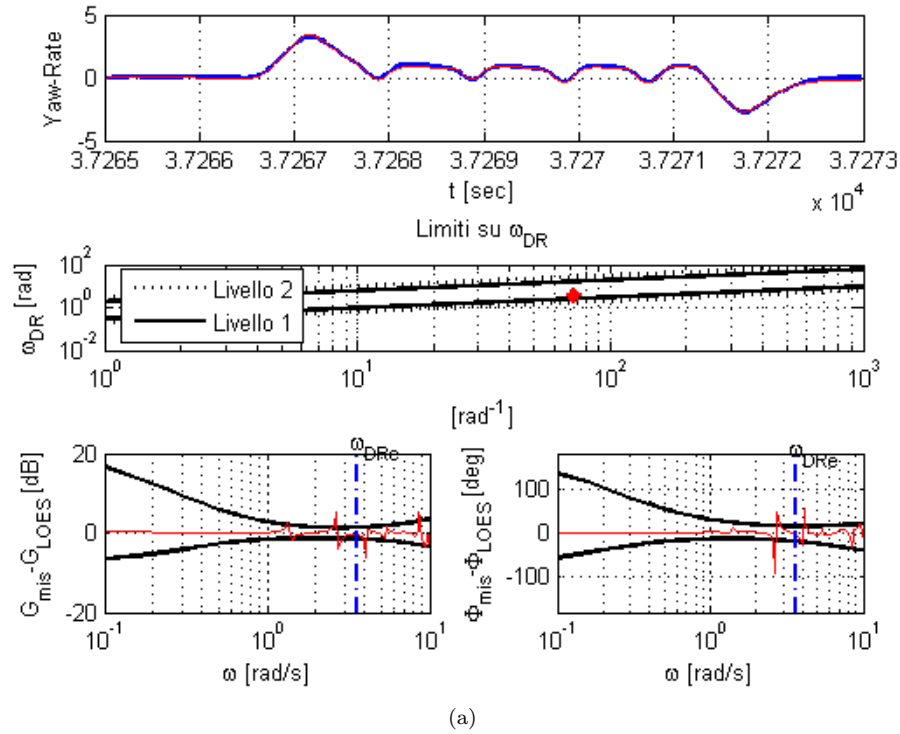 5
0
-5
Yaw-Rate
3.7265 3.7266 3.7267 3.7268 3.7269 3.727 3.7271 3.7272 3.7273
t [sec]
x 10^4
Limiti su ω_DR
10^2
10^0
10^-2
ω_DR [rad]
Livello 2
Livello 1
10^0 10^1 10^2 10^3
[rad^-1]
20
0
-20
G_mis-G_LOES [dB]
ω_DRe
10^-1 10^0 10^1
ω [rad/s]
100
0
-100
Φ_mis-Φ_LOES [deg]
ω_DRe
10^-1 10^0 10^1
ω [rad/s]
(a)